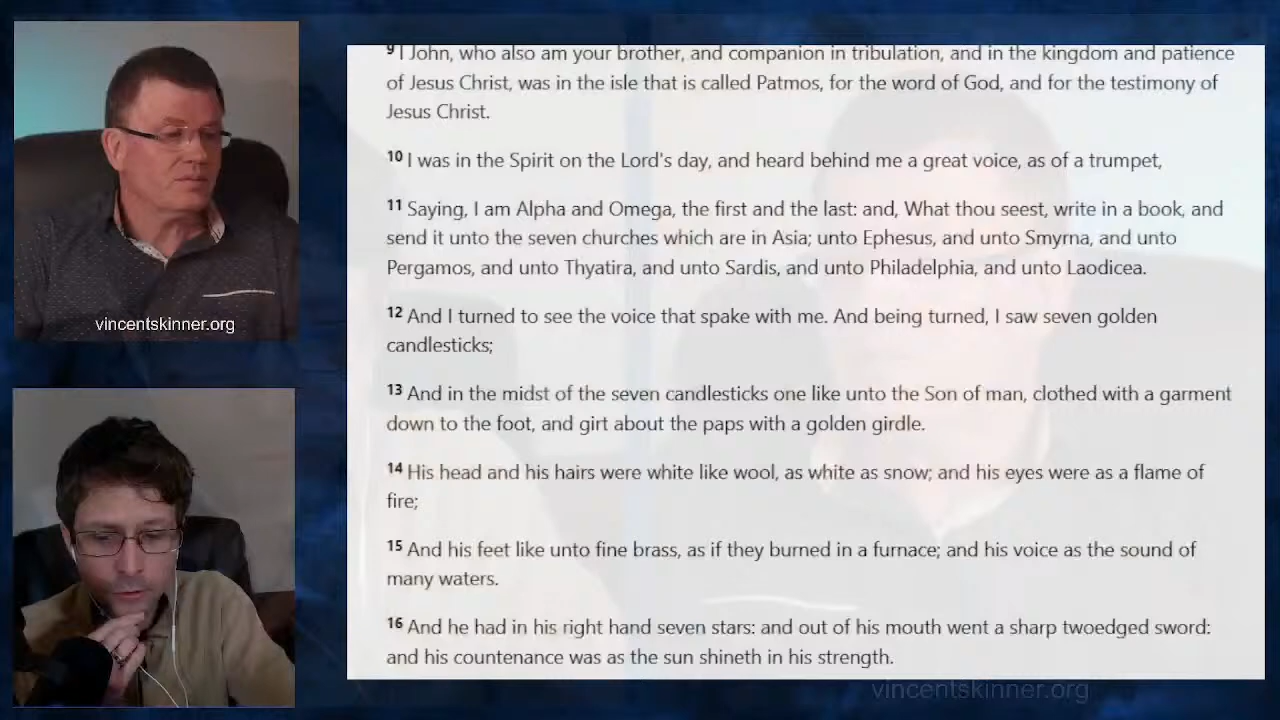 vincentskinner.org
9 I John, who also am your brother, and companion in tribulation, and in the kingdom and patience
of Jesus Christ, was in the isle that is called Patmos, for the word of God, and for the testimony of
Jesus Christ.
10 I was in the Spirit on the Lord's day, and heard behind me a great voice, as of a trumpet,
11 Saying, I am Alpha and Omega, the first and the last: and, What thou seest, write in a book, and
send it unto the seven churches which are in Asia; unto Ephesus, and unto Smyrna, and unto
Pergamos, and unto Thyatira, and unto Sardis, and unto Philadelphia, and unto Laodicea.
12 And I turned to see the voice that spake with me. And being turned, I saw seven golden
candlesticks;
13 And in the midst of the seven candlesticks one like unto the Son of man, clothed with a garment
down to the foot, and girt about the paps with a golden girdle.
14 His head and his hairs were white like wool, as white as snow; and his eyes were as a flame of
fire;
15 And his feet like unto fine brass, as if they burned in a furnace; and his voice as the sound of
many waters.
16 And he had in his right hand seven stars: and out of his mouth went a sharp twoedged sword:
and his countenance was as the sun shineth in his strength.
vincentskinner.org